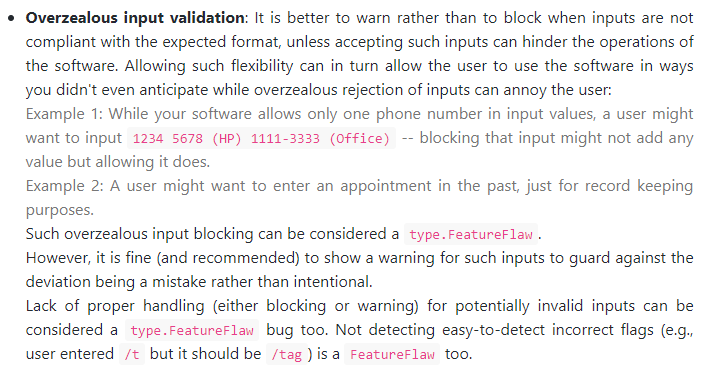 • Overzealous input validation: It is better to warn rather than to block when inputs are not
compliant with the expected format, unless accepting such inputs can hinder the operations of
the software. Allowing such flexibility can in turn allow the user to use the software in ways
you didn't even anticipate while overzealous rejection of inputs can annoy the user:
Example 1: While your software allows only one phone number in input values, a user might
want to input 1234 5678 (HP) 1111-3333 (Office) -- blocking that input might not add any
value but allowing it does.
Example 2: A user might want to enter an appointment in the past, just for record keeping
purposes.
Such overzealous input blocking can be considered a type.FeatureFlaw.
However, it is fine (and recommended) to show a warning for such inputs to guard against the
deviation being a mistake rather than intentional.
Lack of proper handling (either blocking or warning) for potentially invalid inputs can be
considered a type.FeatureFlaw bug too. Not detecting easy-to-detect incorrect flags (e.g.,
user entered /t but it should be /tag) is a FeatureFlaw too.